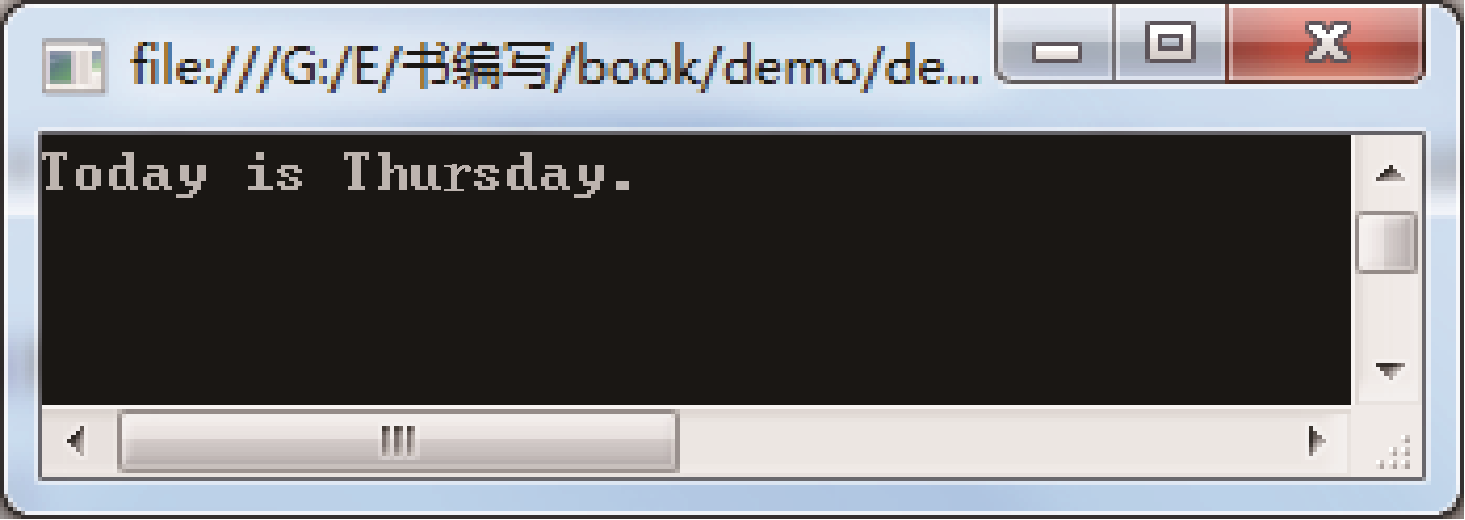 file:///G:/E/书编写/book/demo/de...
Today is Thursday.